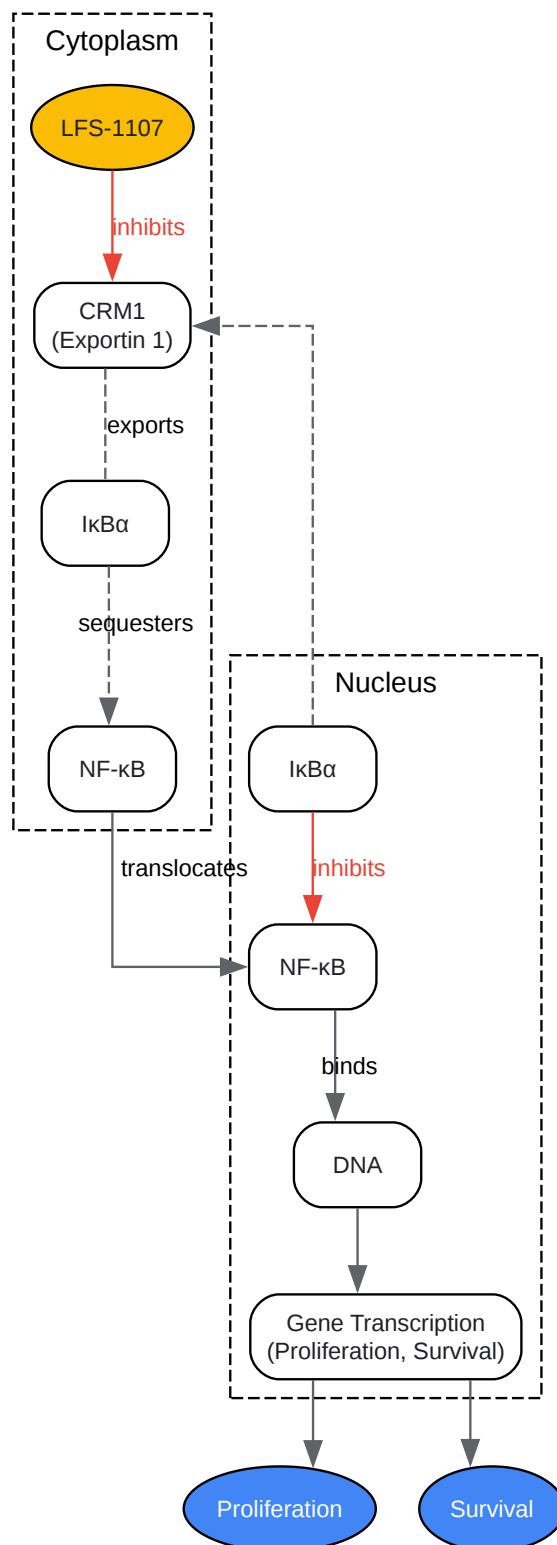 Cytoplasm
LFS-1107
inhibits
CRM1
(Exportin 1)
exports
IκBα
sequesters
Nucleus
NF-κB
IκBα
translocates
inhibits
NF-κB
binds
DNA
Gene Transcription
(Proliferation, Survival)
Proliferation
Survival